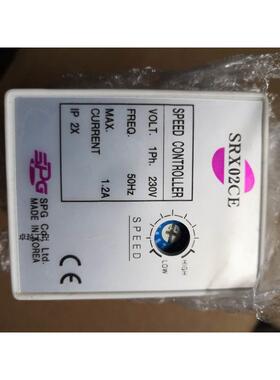 SRX02CE
SPEED CONTROLLER
VOLT. 1Ph. 230V
FREQ. 50Hz
MAX.
CURRENT 1.2A
IP 2X
SPG
SPG Co., Ltd.
MADE IN KOREA
CE
SPEED
LOW
HIGH